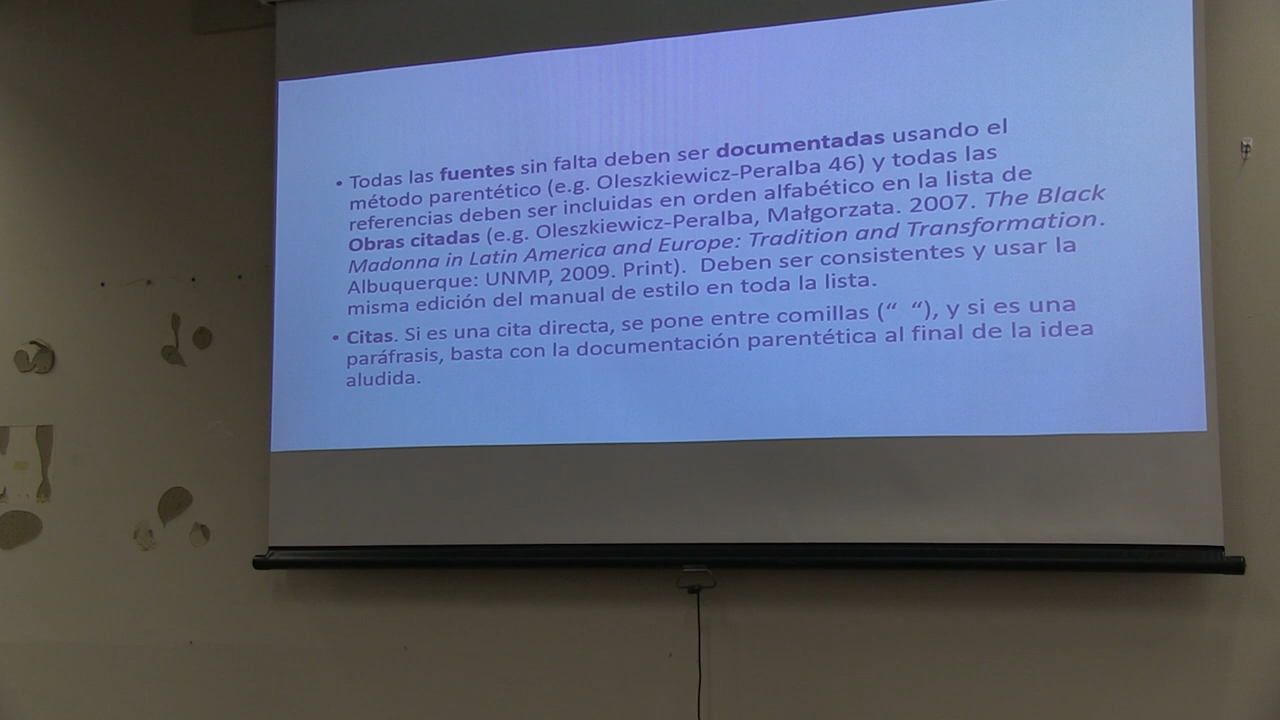 • Todas las fuentes sin falta deben ser documentadas usando el
método parentético (e.g. Oleszkiewicz-Peralba 46) y todas las
referencias deben ser incluidas en orden alfabético en la lista de
Obras citadas (e.g. Oleszkiewicz-Peralba, Małgorzata. 2007. The Black
Madonna in Latin America and Europe: Tradition and Transformation.
Albuquerque: UNMP, 2009. Print).  Deben ser consistentes y usar la
misma edición del manual de estilo en toda la lista.
• Citas. Si es una cita directa, se pone entre comillas (“  “), y si es una
paráfrasis, basta con la documentación parentética al final de la idea
aludida.